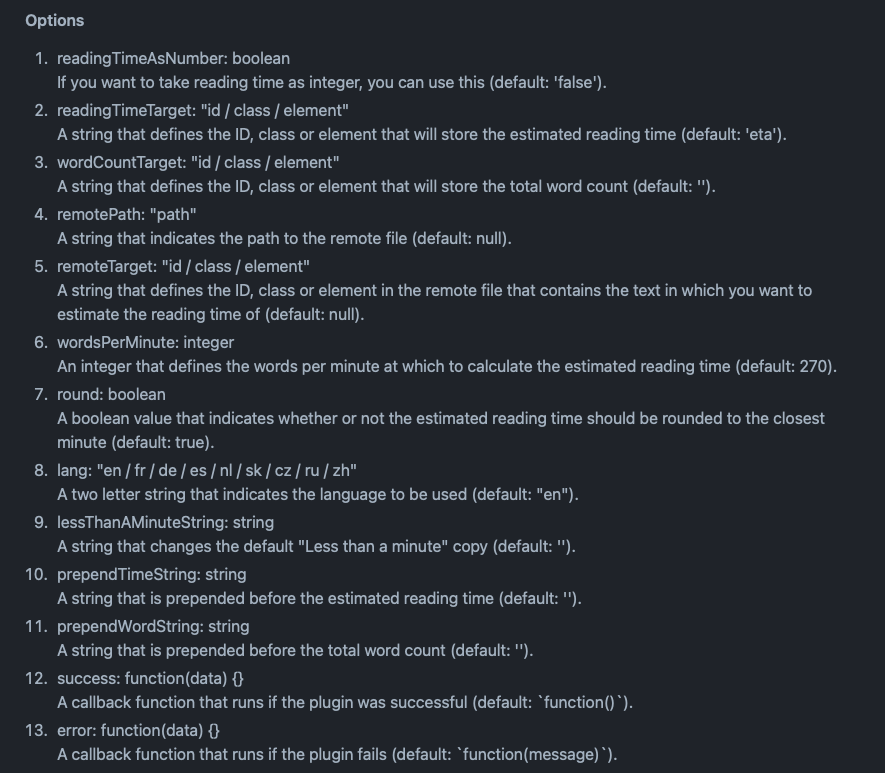 Options
1. readingTimeAsNumber: boolean
If you want to take reading time as integer, you can use this (default: 'false').
2. readingTimeTarget: "id / class / element"
A string that defines the ID, class or element that will store the estimated reading time (default: 'eta').
3. wordCountTarget: "id / class / element"
A string that defines the ID, class or element that will store the total word count (default: '').
4. remotePath: "path"
A string that indicates the path to the remote file (default: null).
5. remoteTarget: "id / class / element"
A string that defines the ID, class or element in the remote file that contains the text in which you want to
estimate the reading time of (default: null).
6. wordsPerMinute: integer
An integer that defines the words per minute at which to calculate the estimated reading time (default: 270).
7. round: boolean
A boolean value that indicates whether or not the estimated reading time should be rounded to the closest
minute (default: true).
8. lang: "en / fr / de / es / nl / sk / cz / ru / zh"
A two letter string that indicates the language to be used (default: "en").
9. lessThanAMinuteString: string
A string that changes the default "Less than a minute" copy (default: '').
10. prependTimeString: string
A string that is prepended before the estimated reading time (default: '').
11. prependWordString: string
A string that is prepended before the total word count (default: '').
12. success: function(data) {}
A callback function that runs if the plugin was successful (default: `function()`).
13. error: function(data) {}
A callback function that runs if the plugin fails (default: `function(message)`).